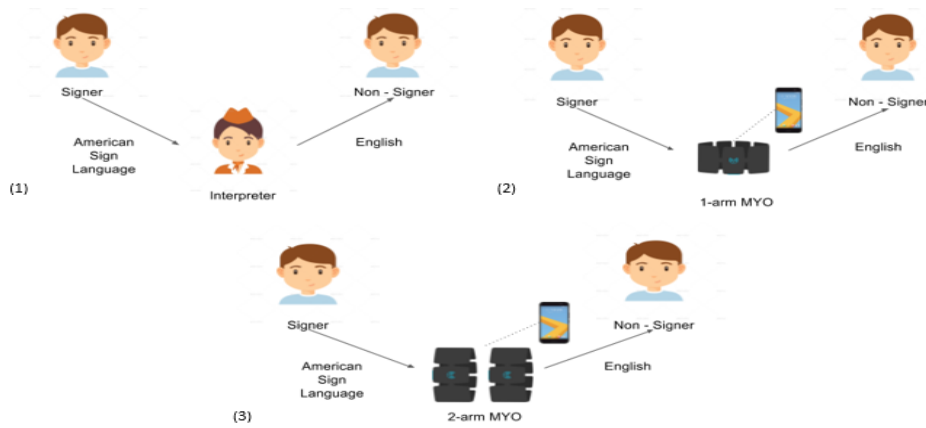 Signer
Non - Signer
American
Sign
Language
English
Interpreter
(1)
Signer
Non - Signer
American
Sign
Language
English
1-arm MYO
(2)
Signer
Non - Signer
American
Sign
Language
English
2-arm MYO
(3)